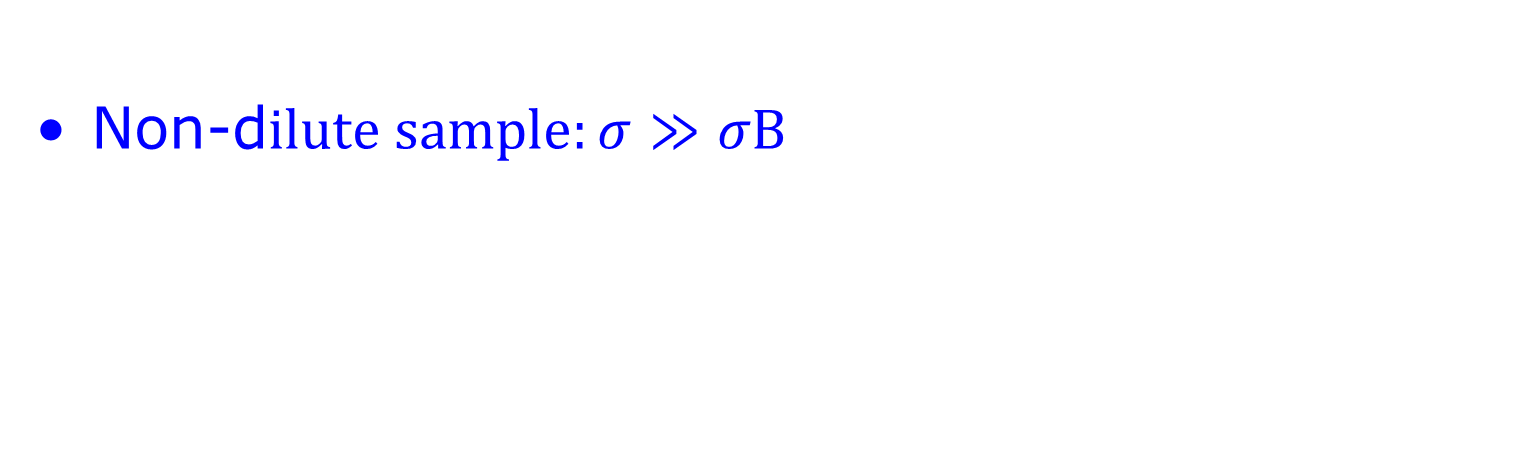 • Non-dilute sample: 𝜎 ≫ 𝜎B